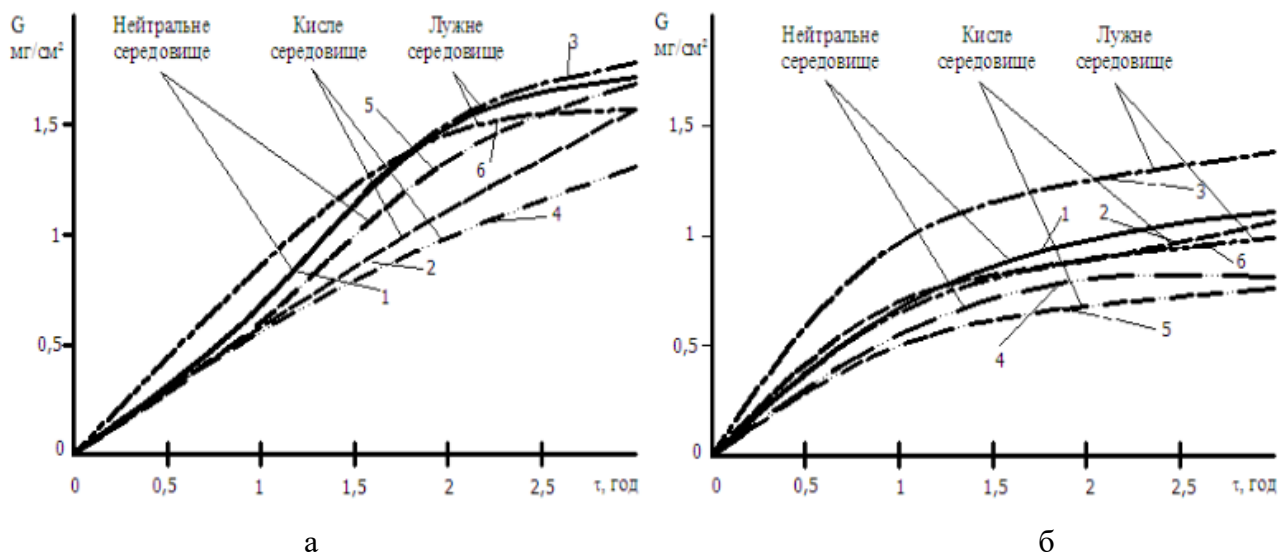 G
мг/см²
Нейтральне
середовище
Кисле
середовище
Лужне
середовище
3
5
1,5
6
1
4
2
1
0,5
0
0
0,5
1
1,5
2
2,5
τ, год
а
G
мг/см²
Нейтральне
середовище
Кисле
середовище
Лужне
середовище
1,5
3
1
2
1
6
0,5
5
4
0
0
0,5
1
1,5
2
2,5
τ, год
б